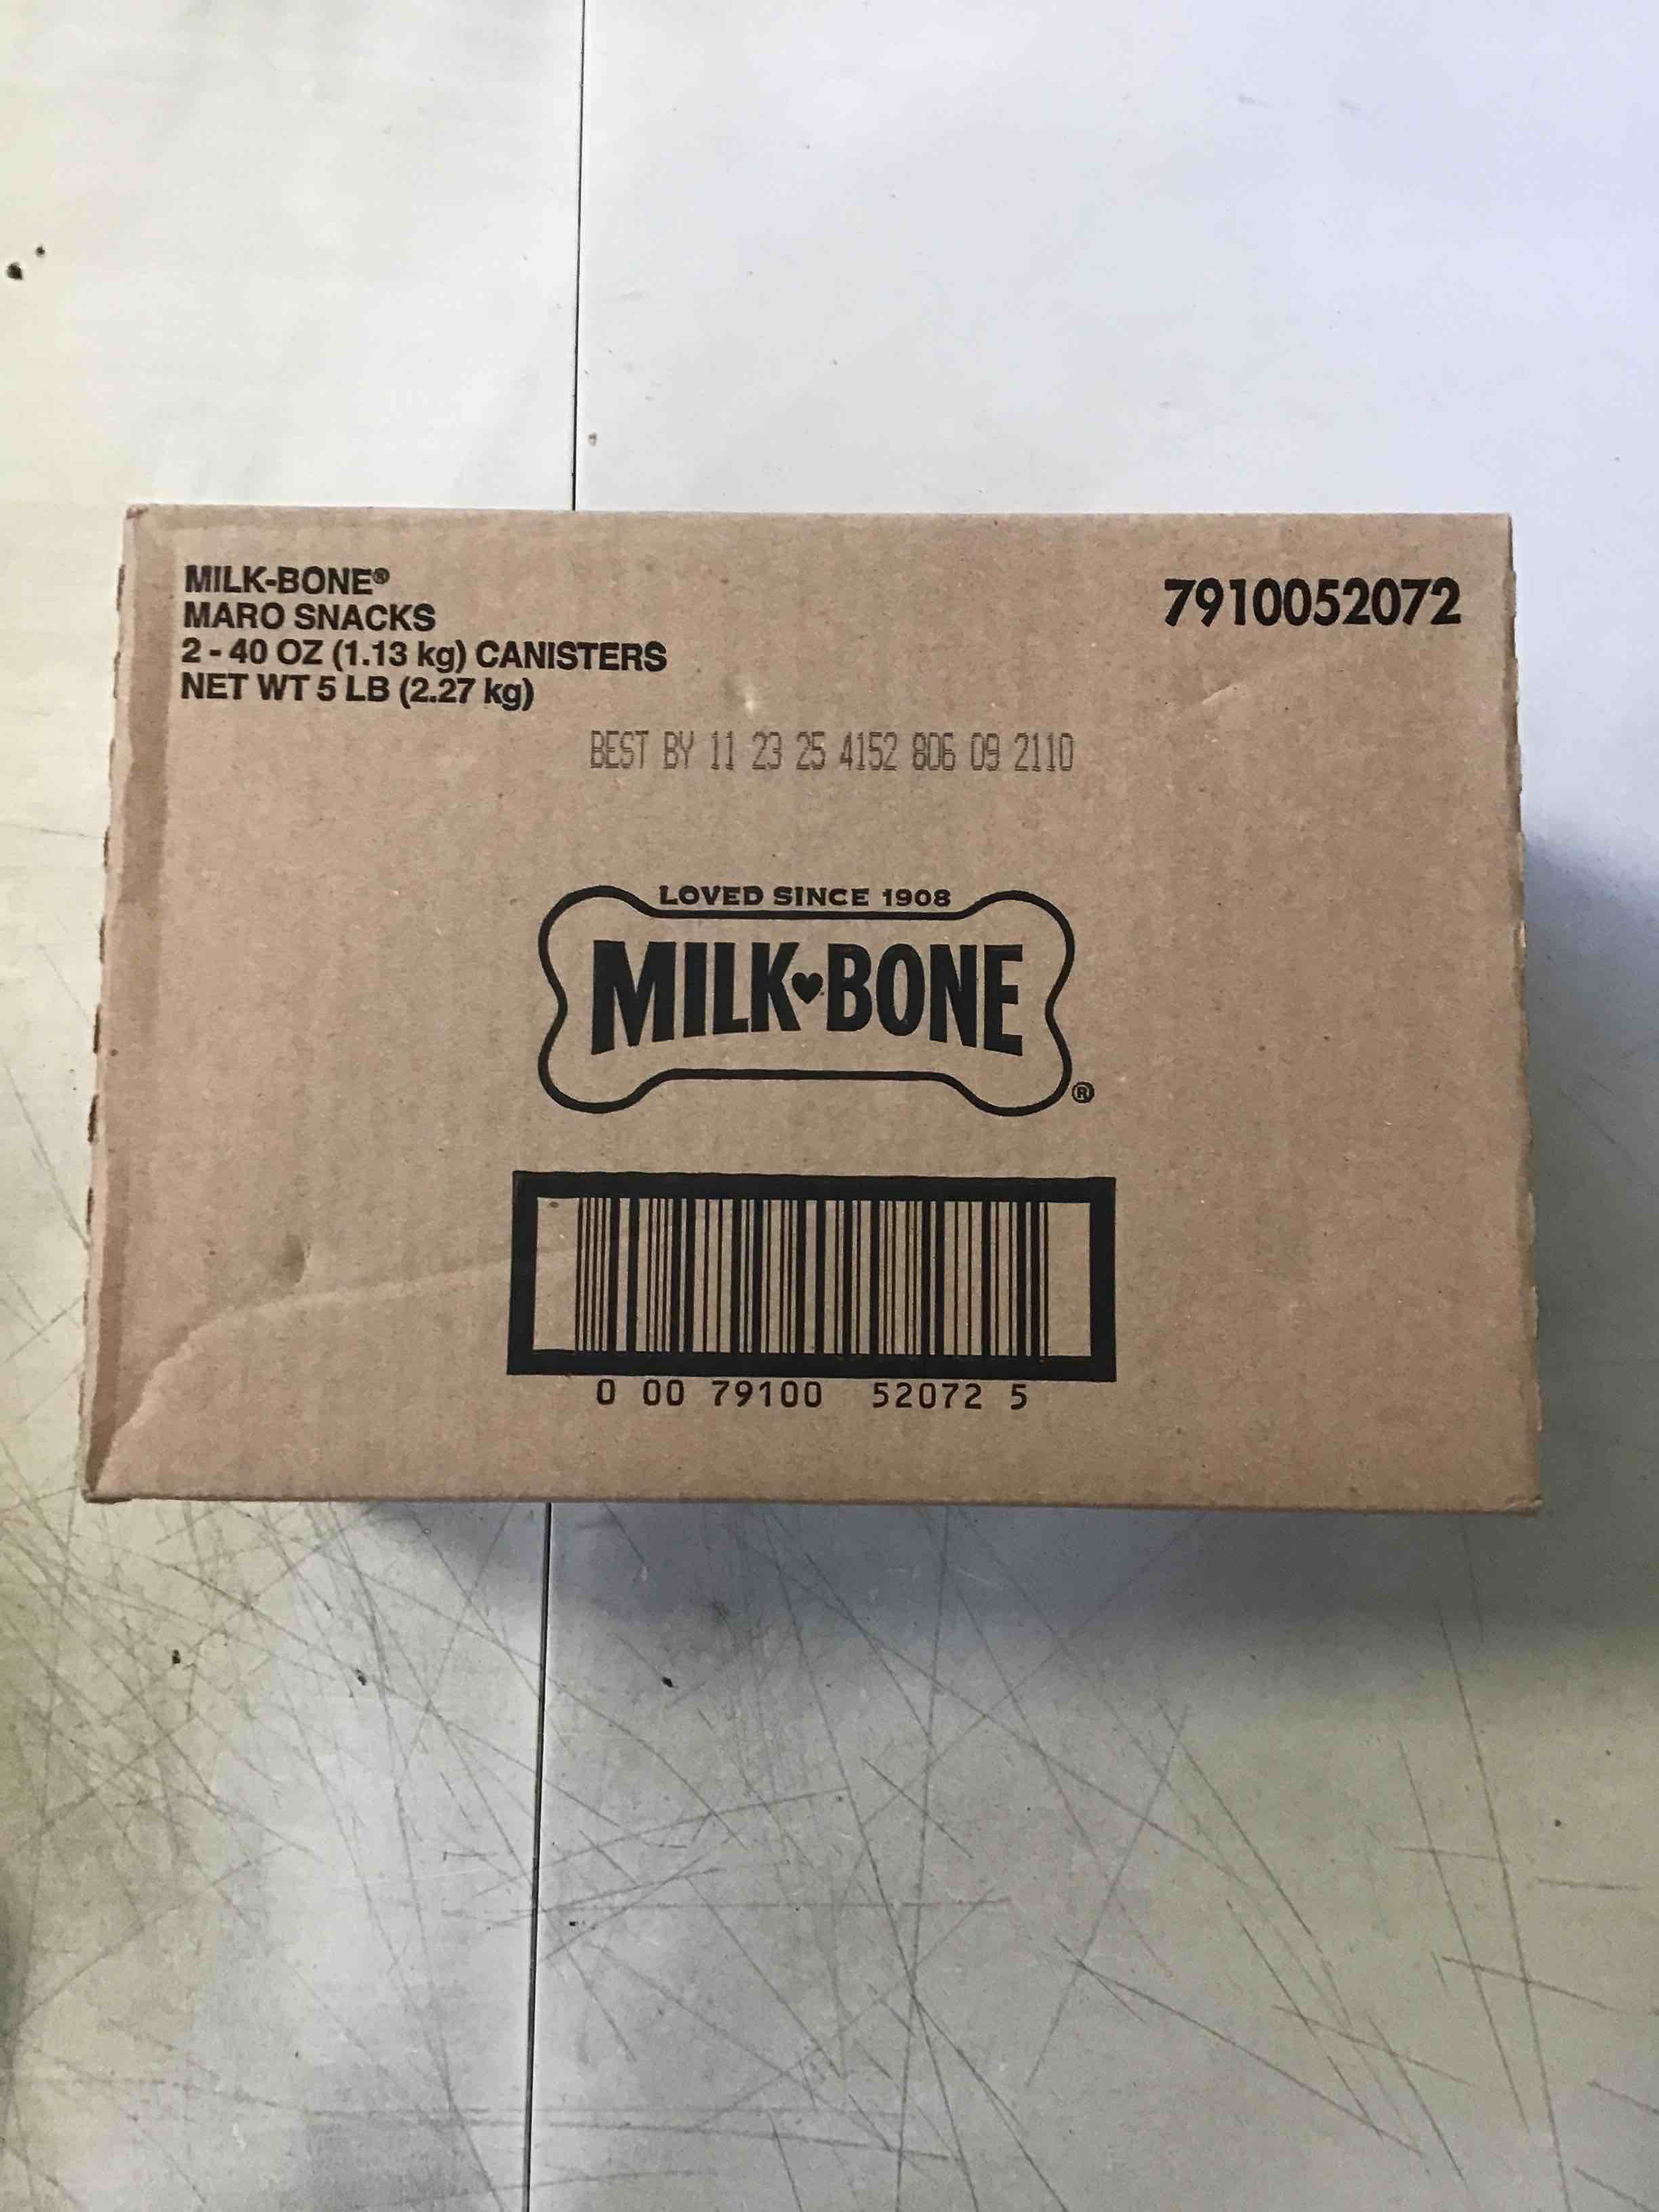 MILK-BONE®
MARO SNACKS
2 - 40 OZ (1.13 kg) CANISTERS
NET WT 5 LB (2.27 kg)
7910052072
BEST BY 11 23 25 4152 806 09 2110
LOVED SINCE 1908
MILK♥BONE
®
0 00 79100 52072 5